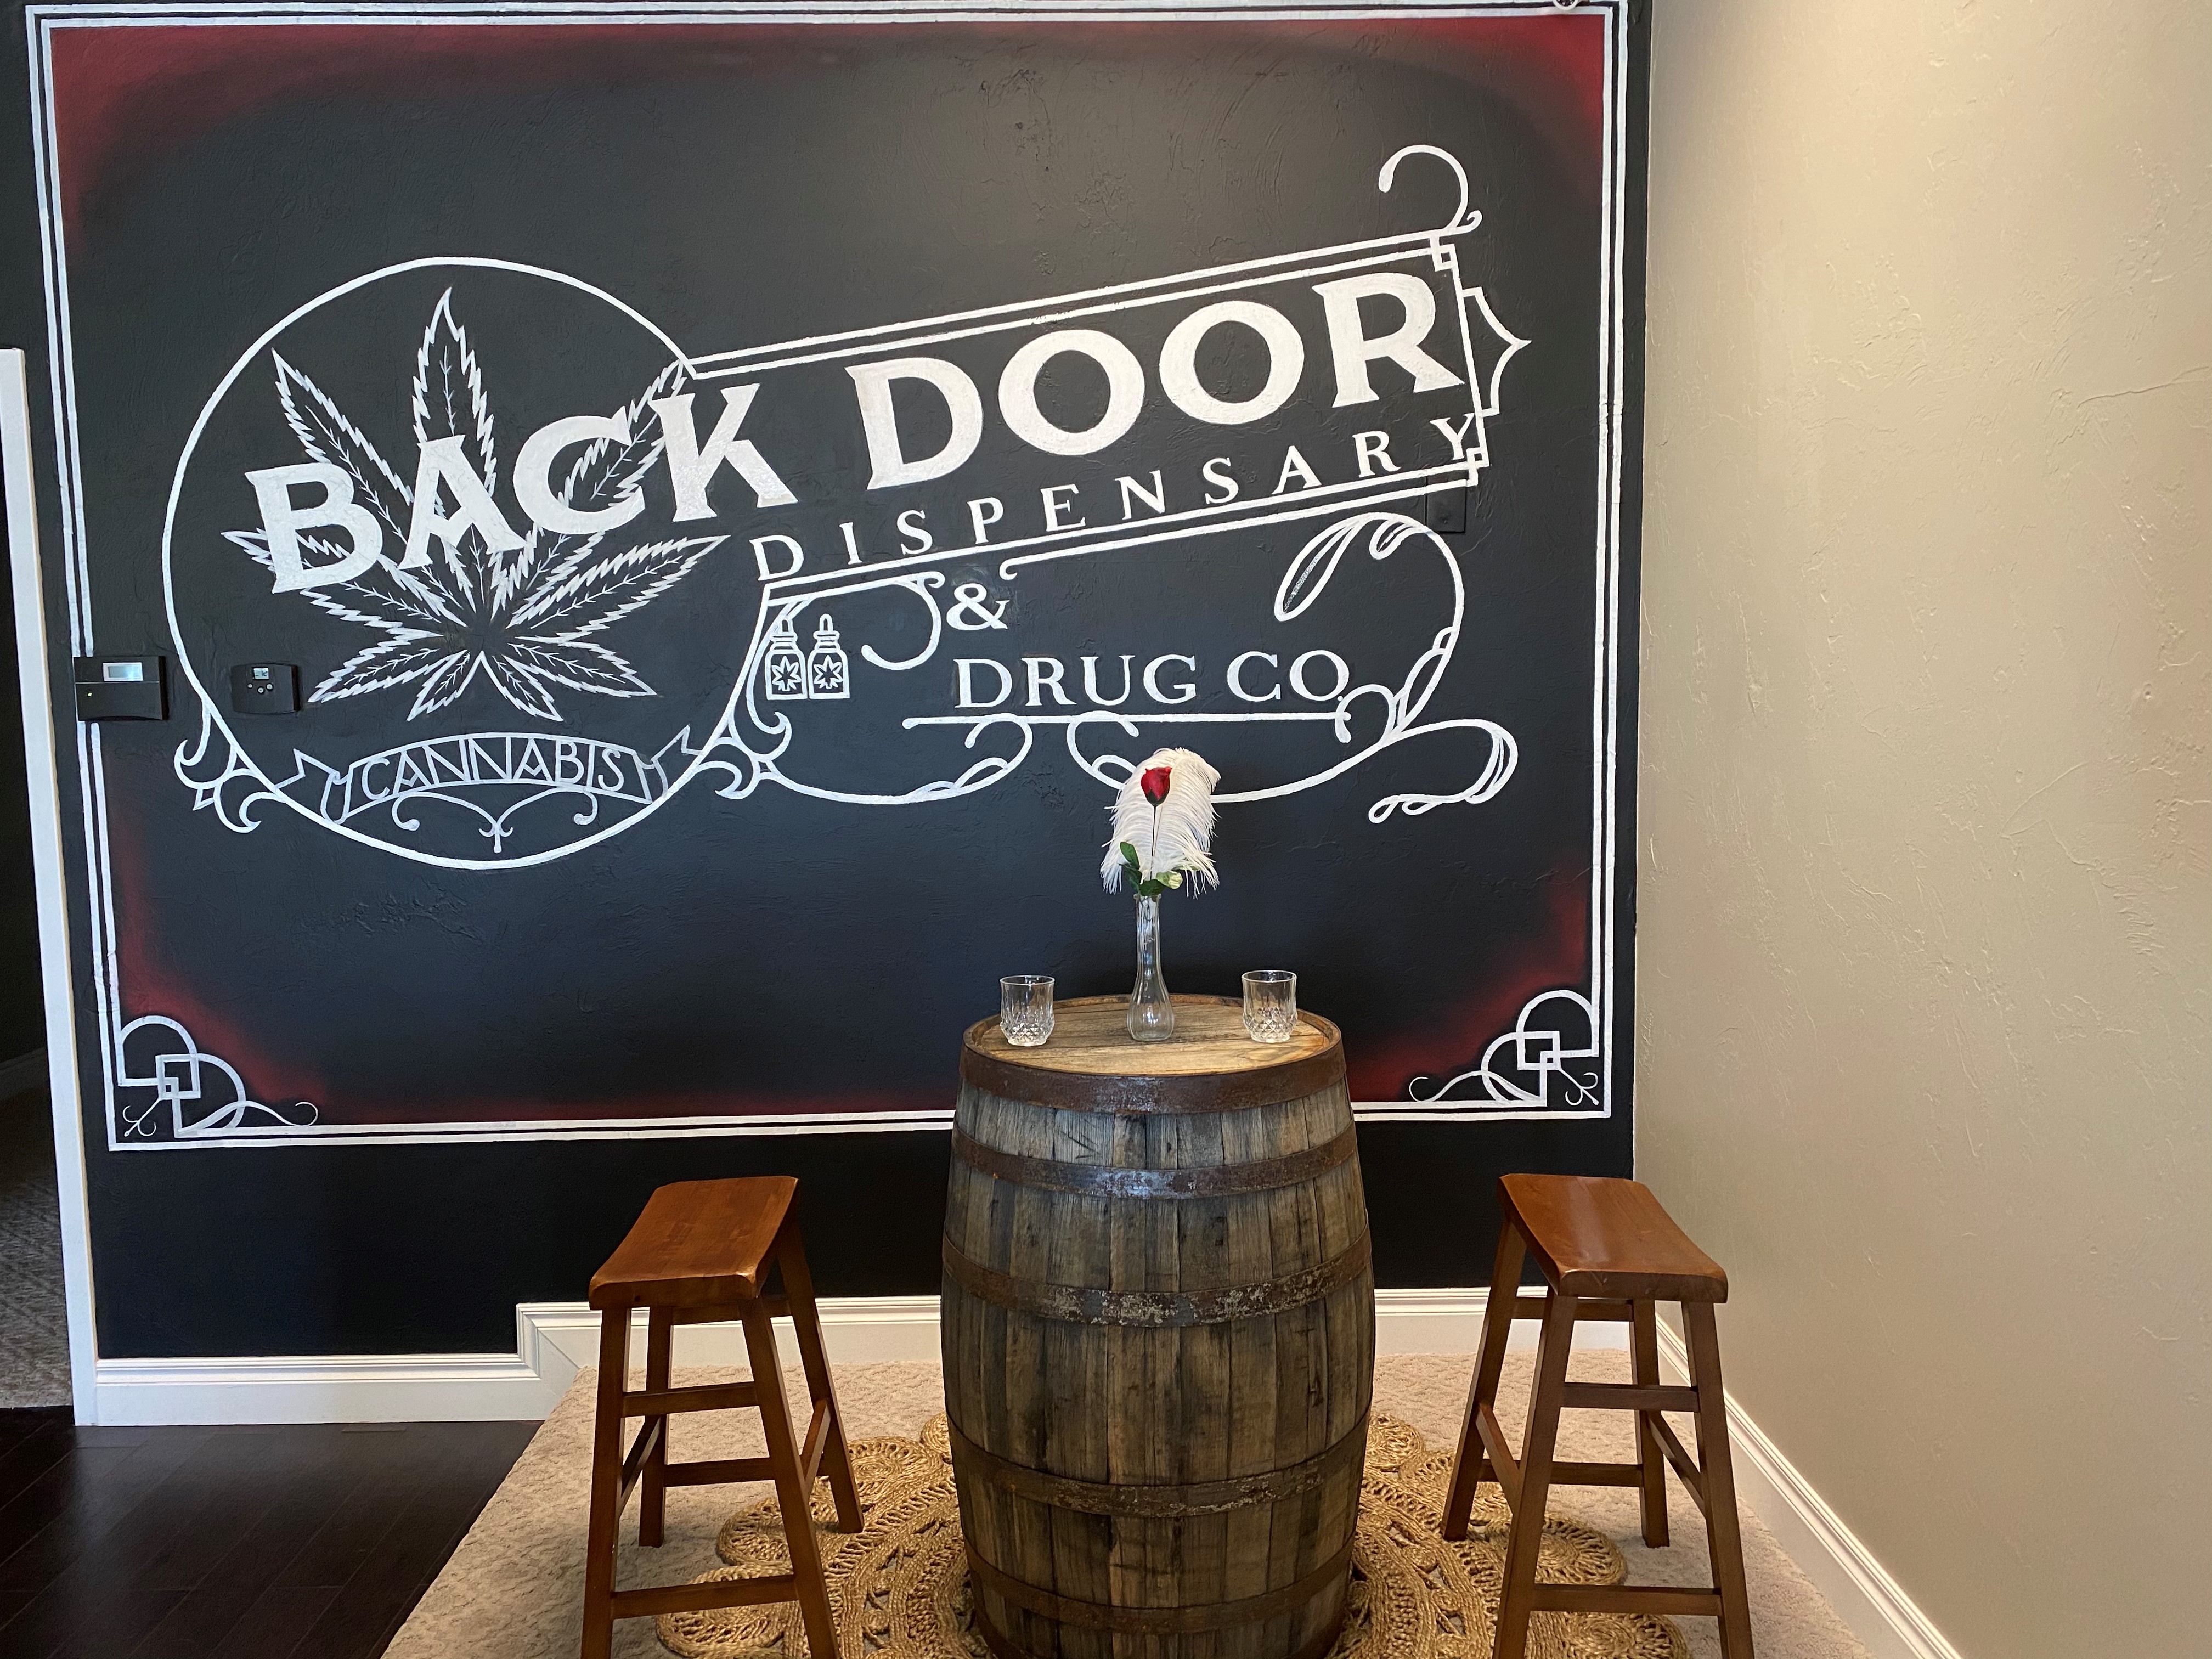 BACK DOOR
DISPENSARY
&
DRUG CO.
CANNABIS